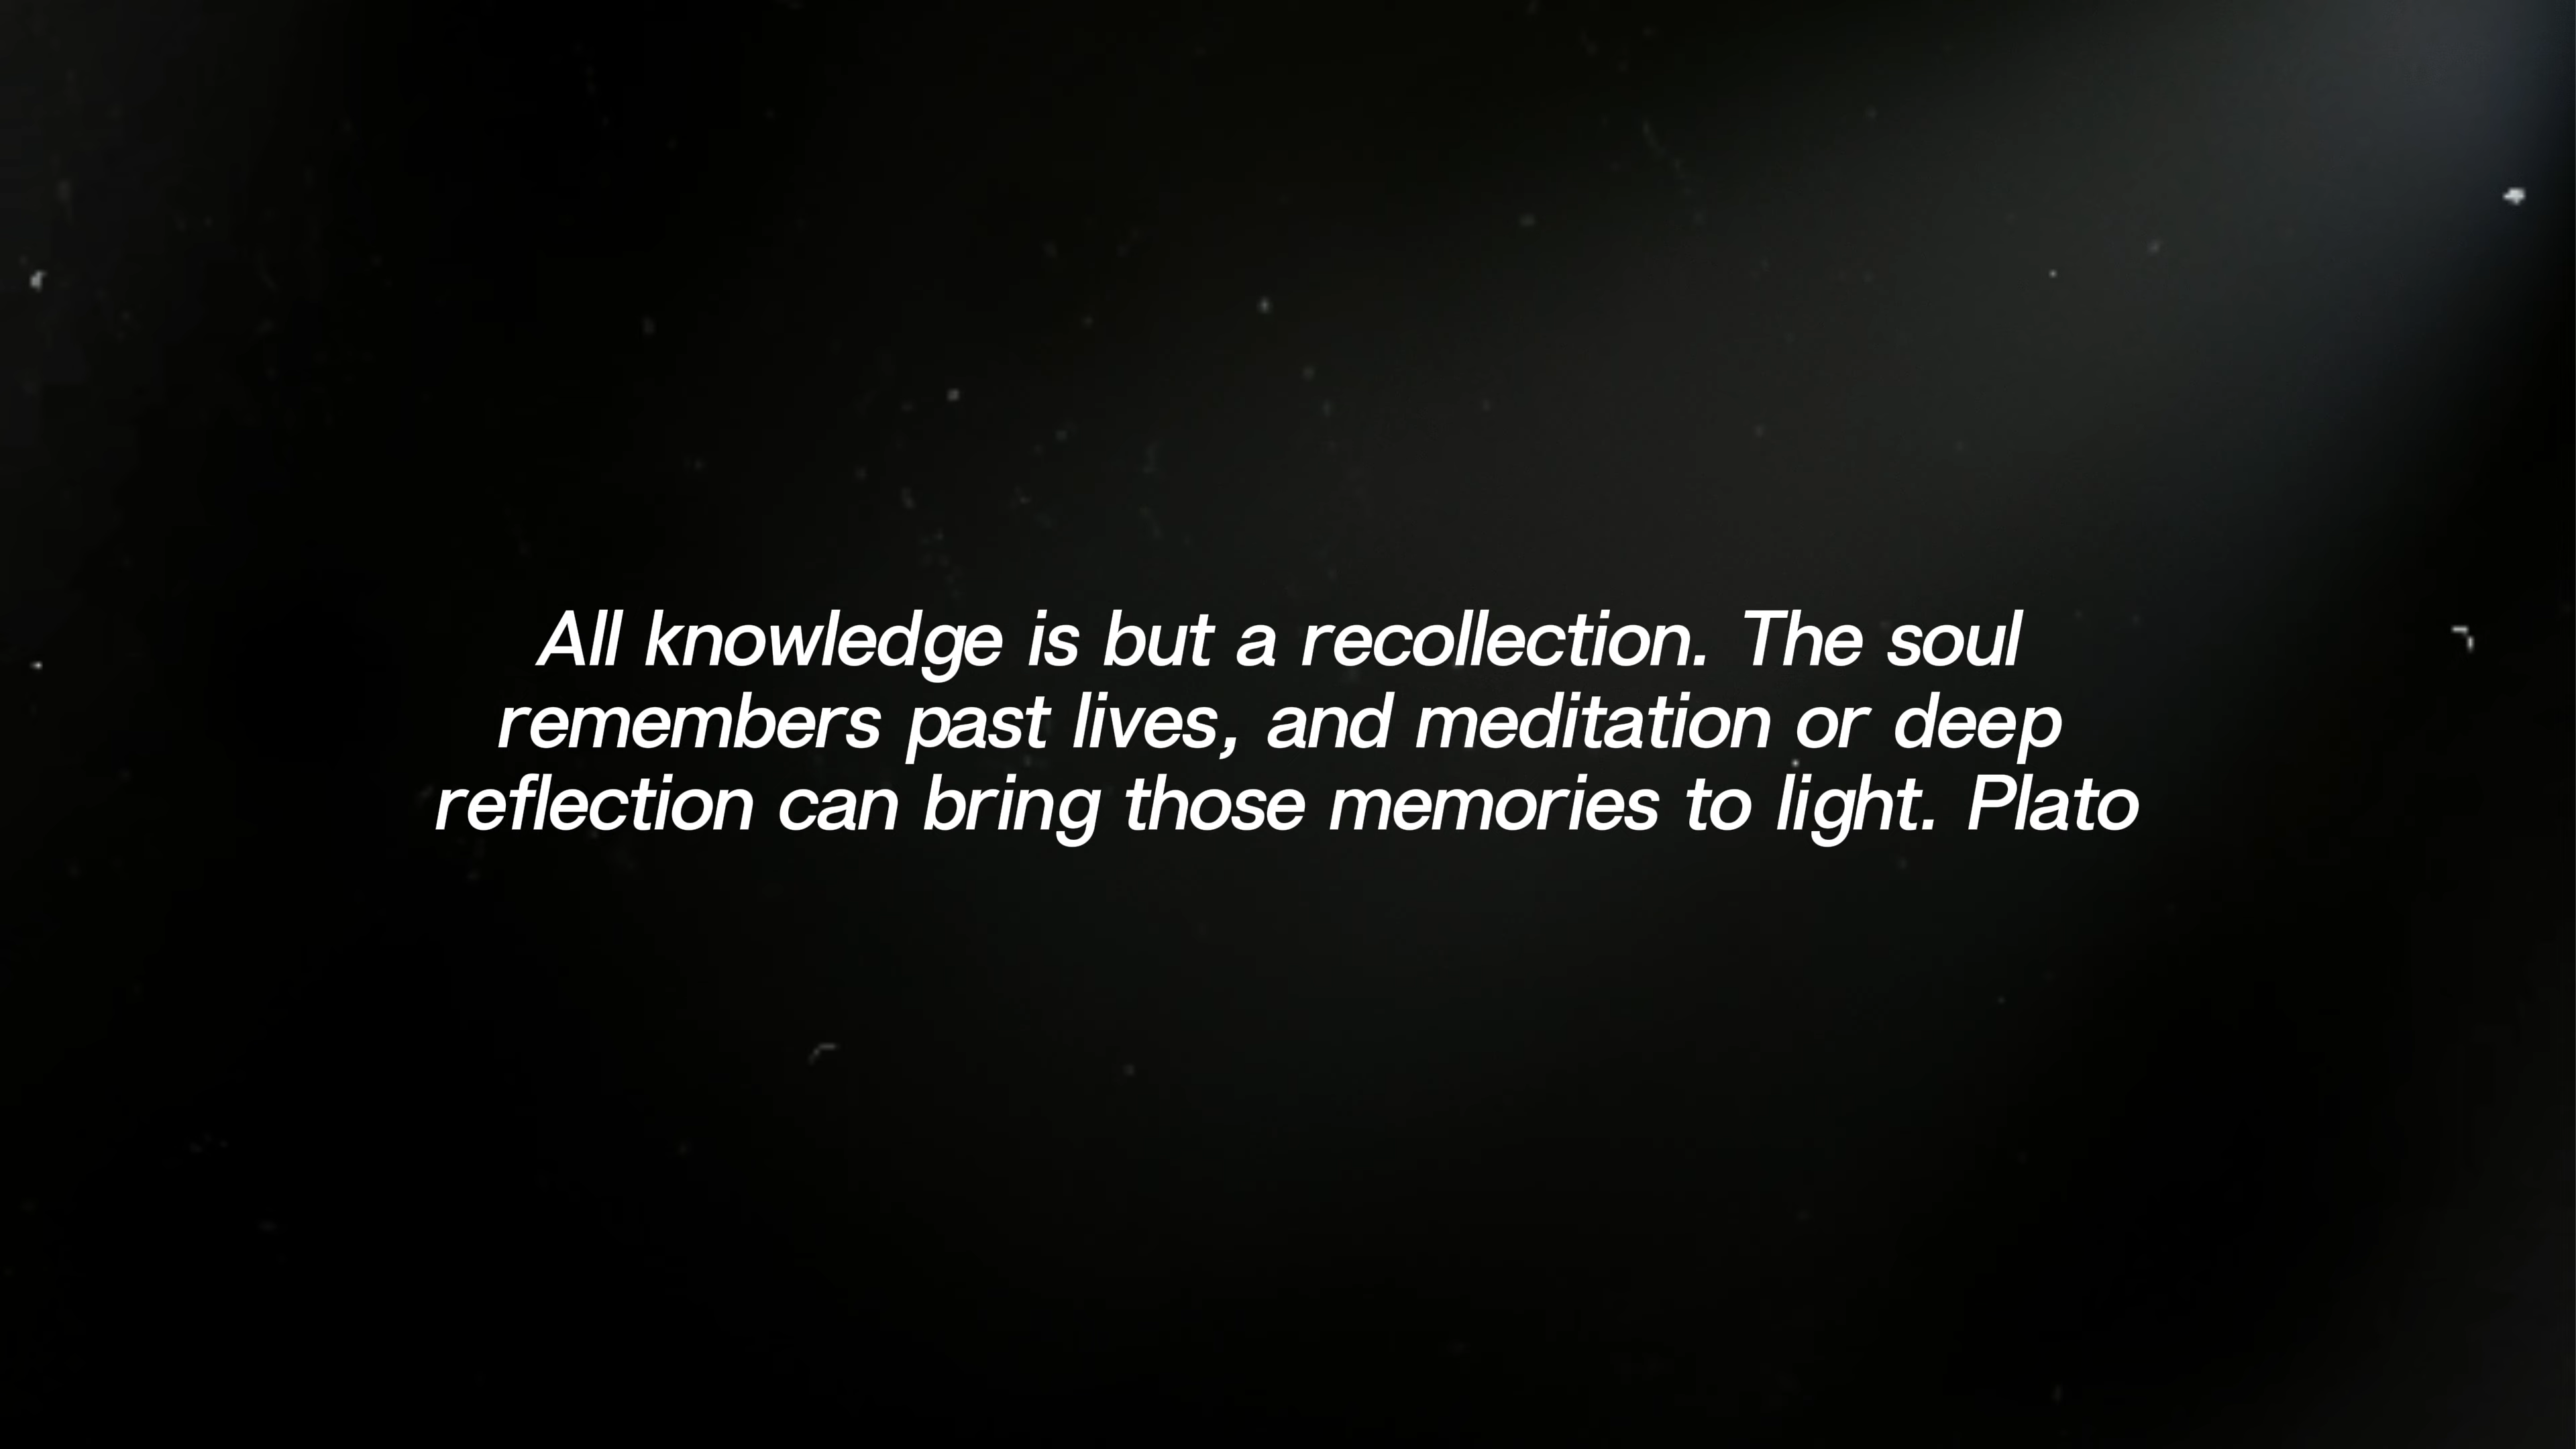 All knowledge is but a recollection. The soul
remembers past lives, and meditation or deep
reflection can bring those memories to light. Plato